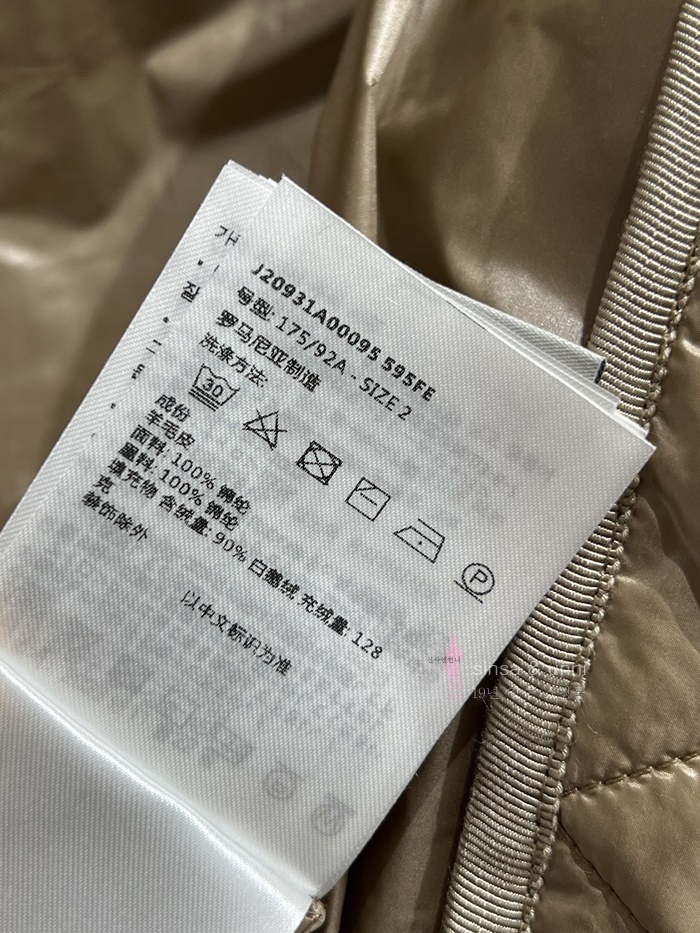 J20931A00095 595FE
号型: 175/92A - SIZE 2
罗马尼亚制造
洗涤方法:
30
P
成份
羊毛皮
面料: 100% 锦纶
里料: 100% 锦纶
填充物 含绒量: 90% 白鹅绒 充绒量: 128
克
装饰除外
以中文标识为准